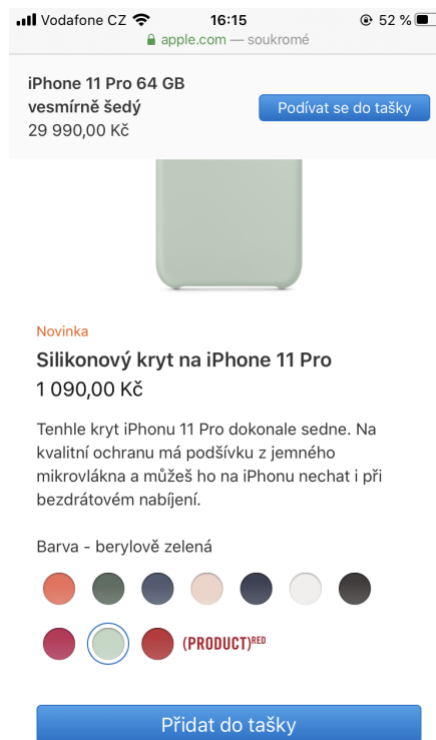 Vodafone CZ 16:15 52 %
apple.com — soukromé
iPhone 11 Pro 64 GB
vesmírně šedý
29 990,00 Kč
Podívat se do tašky
Novinka
Silikonový kryt na iPhone 11 Pro
1 090,00 Kč
Tenhle kryt iPhonu 11 Pro dokonale sedne. Na
kvalitní ochranu má podšívku z jemného
mikrovlákna a můžeš ho na iPhonu nechat i při
bezdrátovém nabíjení.
Barva - berylově zelená
(PRODUCT)RED
Přidat do tašky